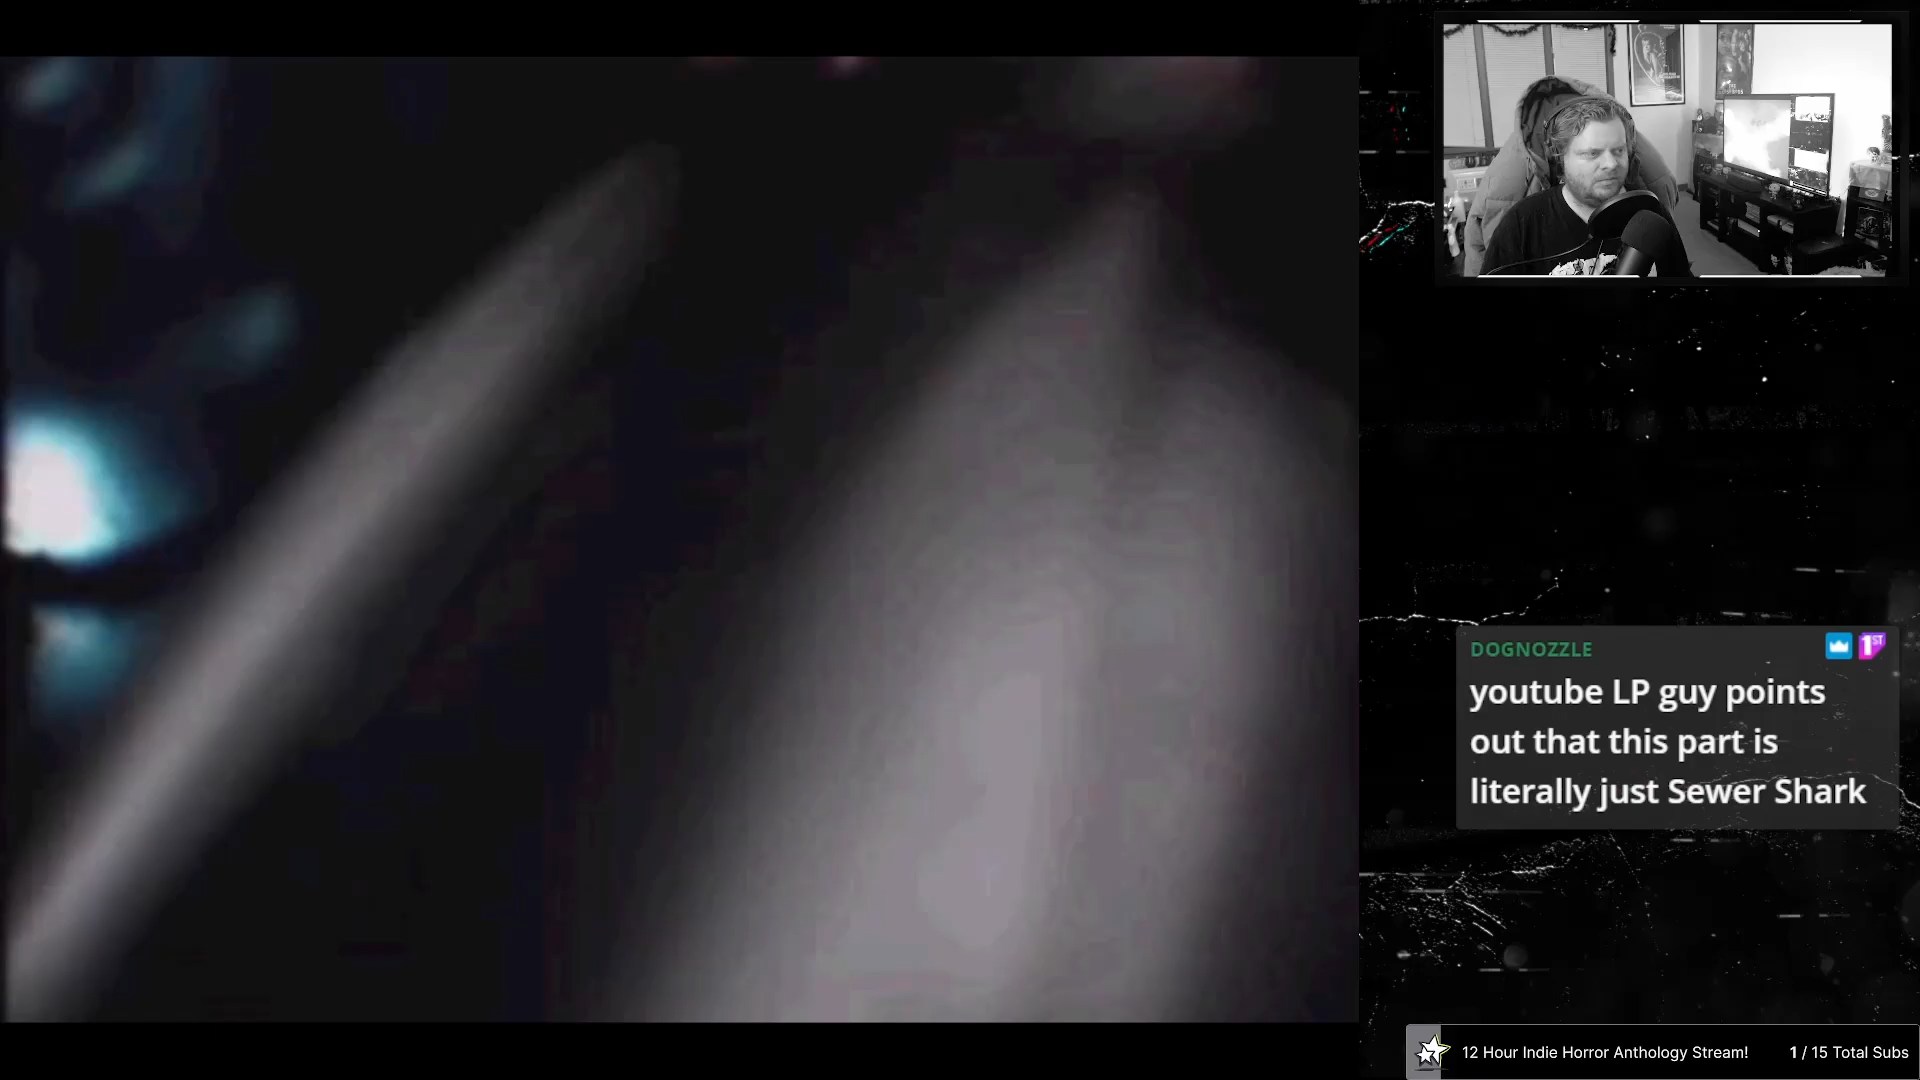 DOGNOZZLE
1ST
youtube LP guy points
out that this part is
literally just Sewer Shark
12 Hour Indie Horror Anthology Stream! 1 / 15 Total Subs